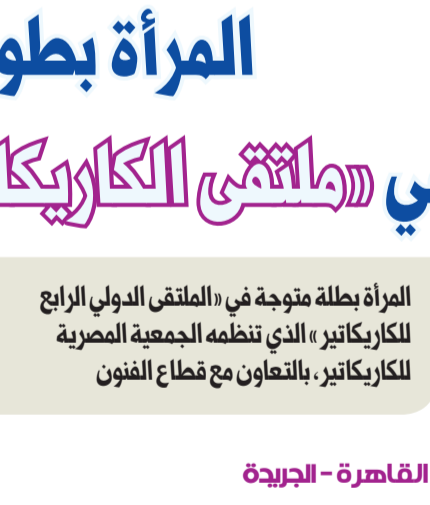 المرأة بطو
ي «ملتقى الكاريكا
المرأة بطلة متوجة في «الملتقى الدولي الرابع
للكاريكاتير» الذي تنظمه الجمعية المصرية
للكاريكاتير، بالتعاون مع قطاع الفنون
القاهرة - الجريدة